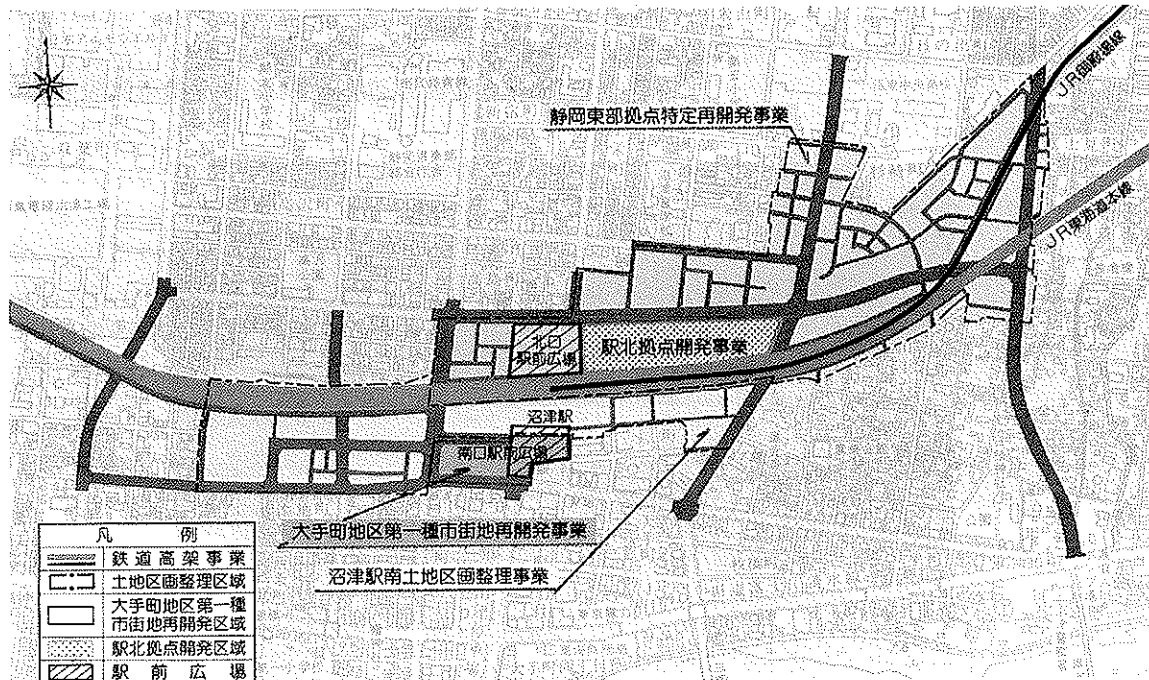 JR御殿場線
静岡東部拠点特定再開発事業
JR東海道本線
北口
駅前広場
駅北拠点開発事業
沼津駅
南口駅前広場
大手町地区第一種市街地再開発事業
沼津駅南土地区画整理事業
凡例
鉄道高架事業
土地区画整理区域
大手町地区第一種
市街地再開発区域
駅北拠点開発区域
駅前広場